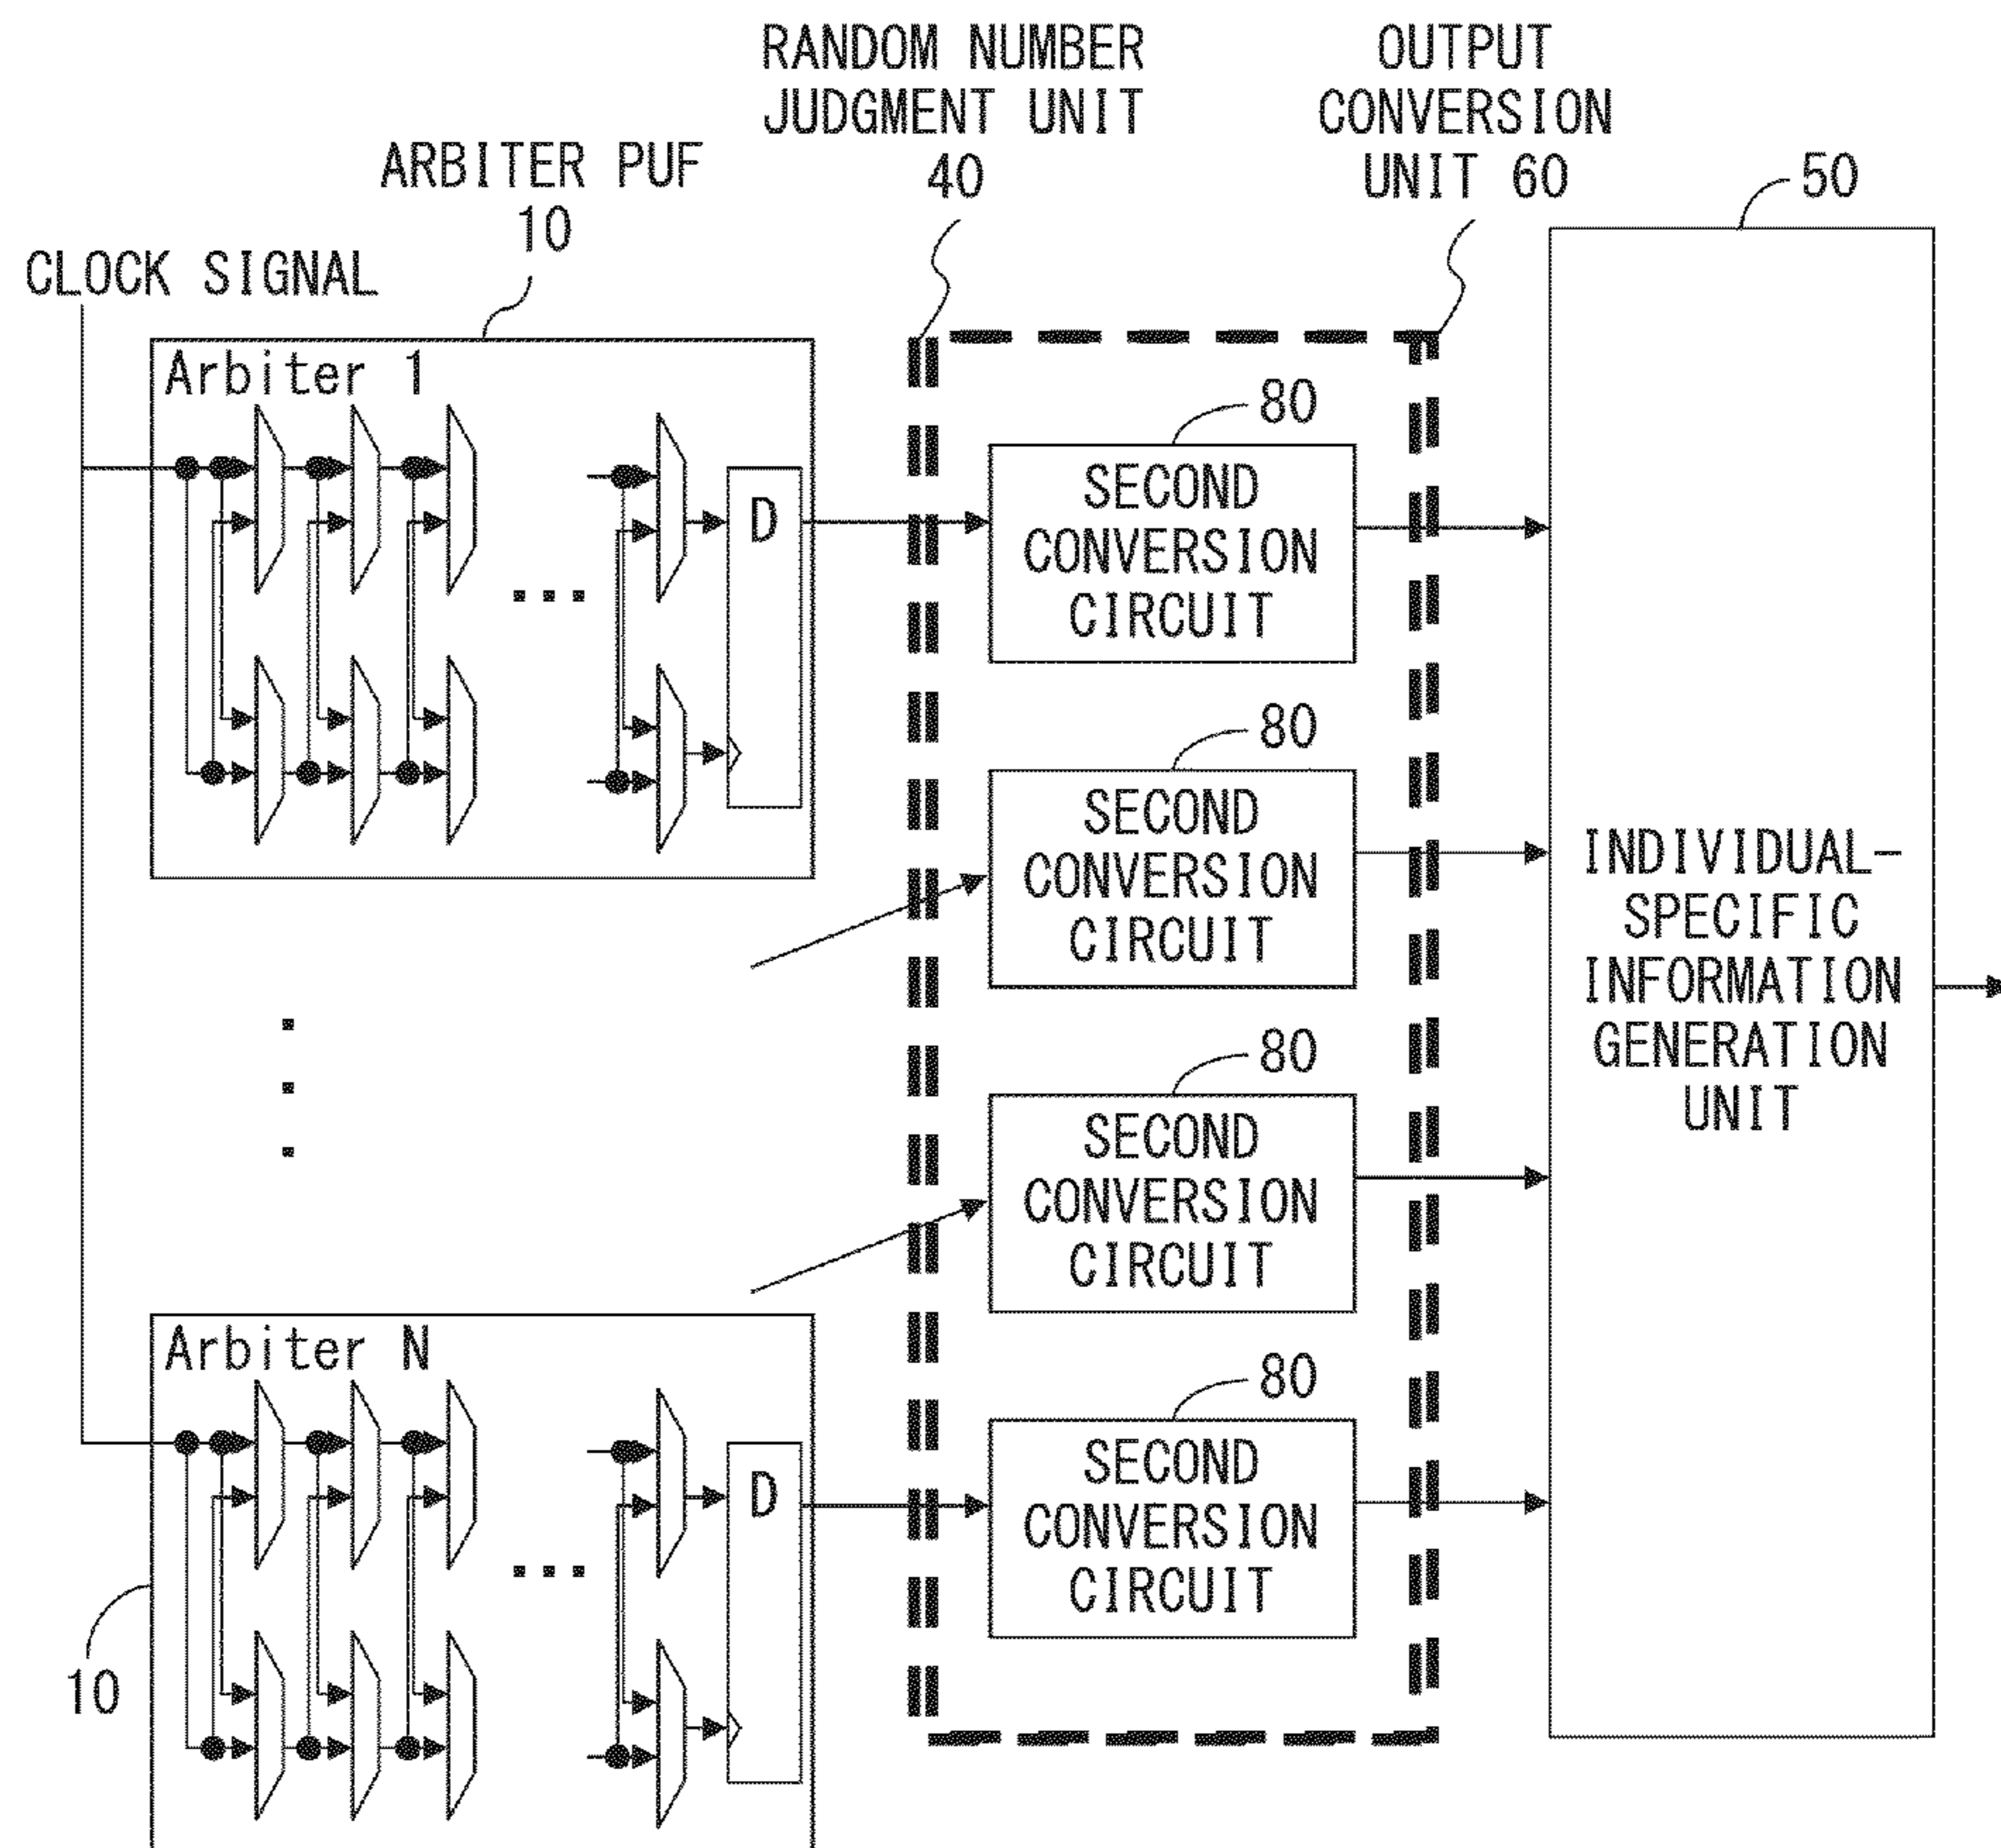 RANDOM NUMBER
JUDGMENT UNIT
40
OUTPUT
CONVERSION
UNIT 60
ARBITER PUF
10
50
CLOCK SIGNAL
Arbiter 1
D
80
SECOND
CONVERSION
CIRCUIT
80
SECOND
CONVERSION
CIRCUIT
INDIVIDUAL-
SPECIFIC
INFORMATION
GENERATION
UNIT
80
SECOND
CONVERSION
CIRCUIT
Arbiter N
D
80
SECOND
CONVERSION
CIRCUIT
10